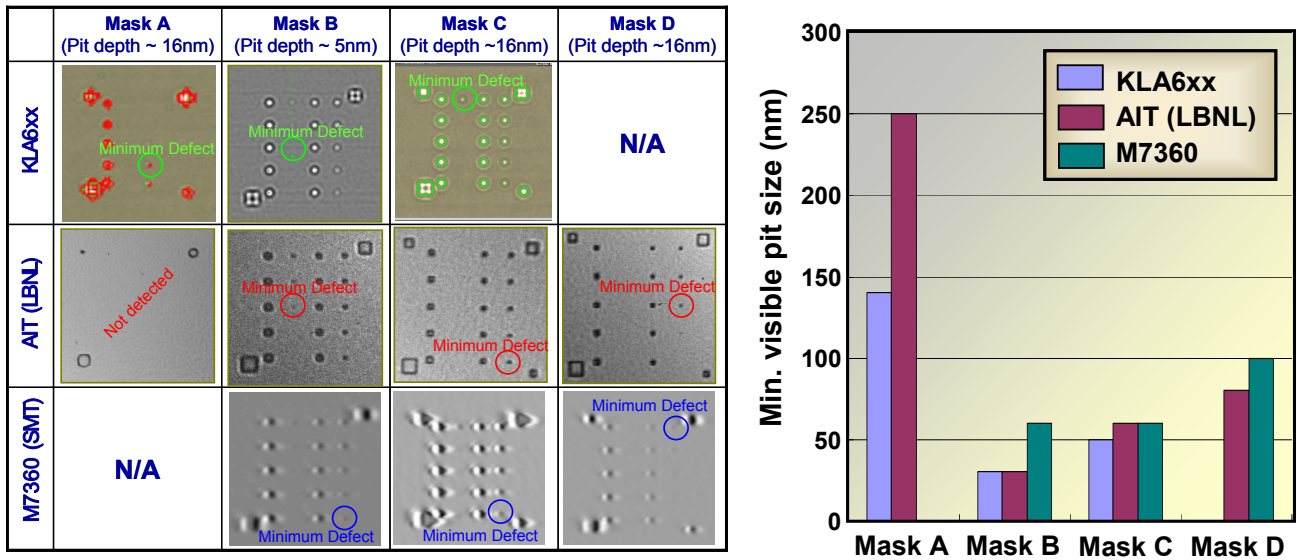 Mask A
(Pit depth ~ 16nm)
Mask B
(Pit depth ~ 5nm)
Mask C
(Pit depth ~16nm)
Mask D
(Pit depth ~16nm)
KLA6xx
Minimum Defect
Minimum Defect
Minimum Defect
N/A
AIT (LBNL)
Not detected
Minimum Defect
Minimum Defect
Minimum Defect
M7360 (SMT)
N/A
Minimum Defect
Minimum Defect
Minimum Defect
Min. visible pit size (nm)
300
250
200
150
100
50
0
KLA6xx
AIT (LBNL)
M7360
Mask A
Mask B
Mask C
Mask D